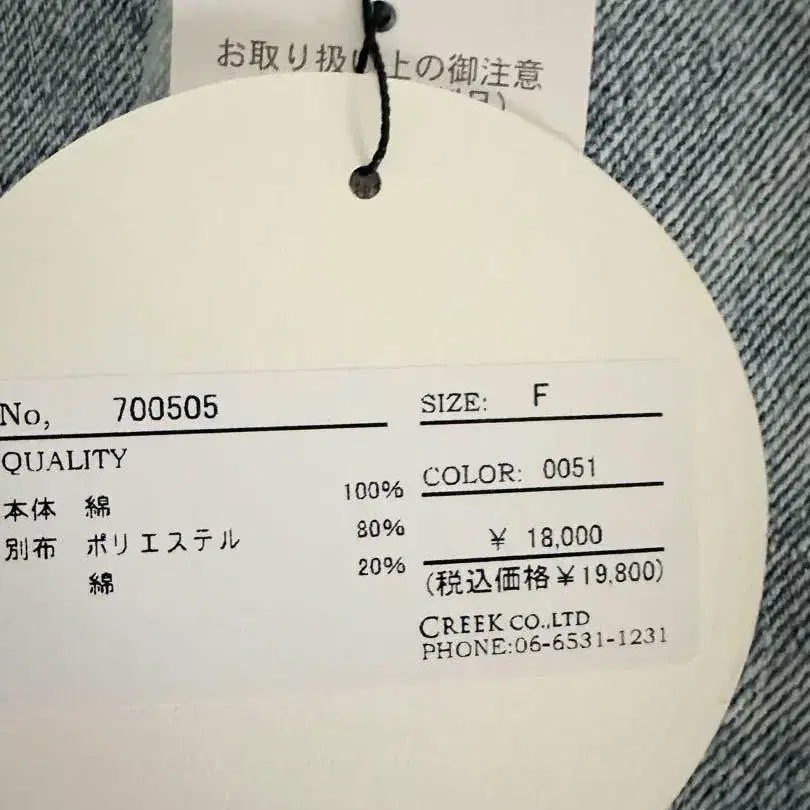 お取り扱い上の御注意
No, 700505
SIZE: F
QUALITY
COLOR: 0051
本体 綿 100%
別布 ポリエステル 80%
綿 20%
¥ 18,000
(税込価格¥19,800)
CREEK CO.,LTD
PHONE:06-6531-1231